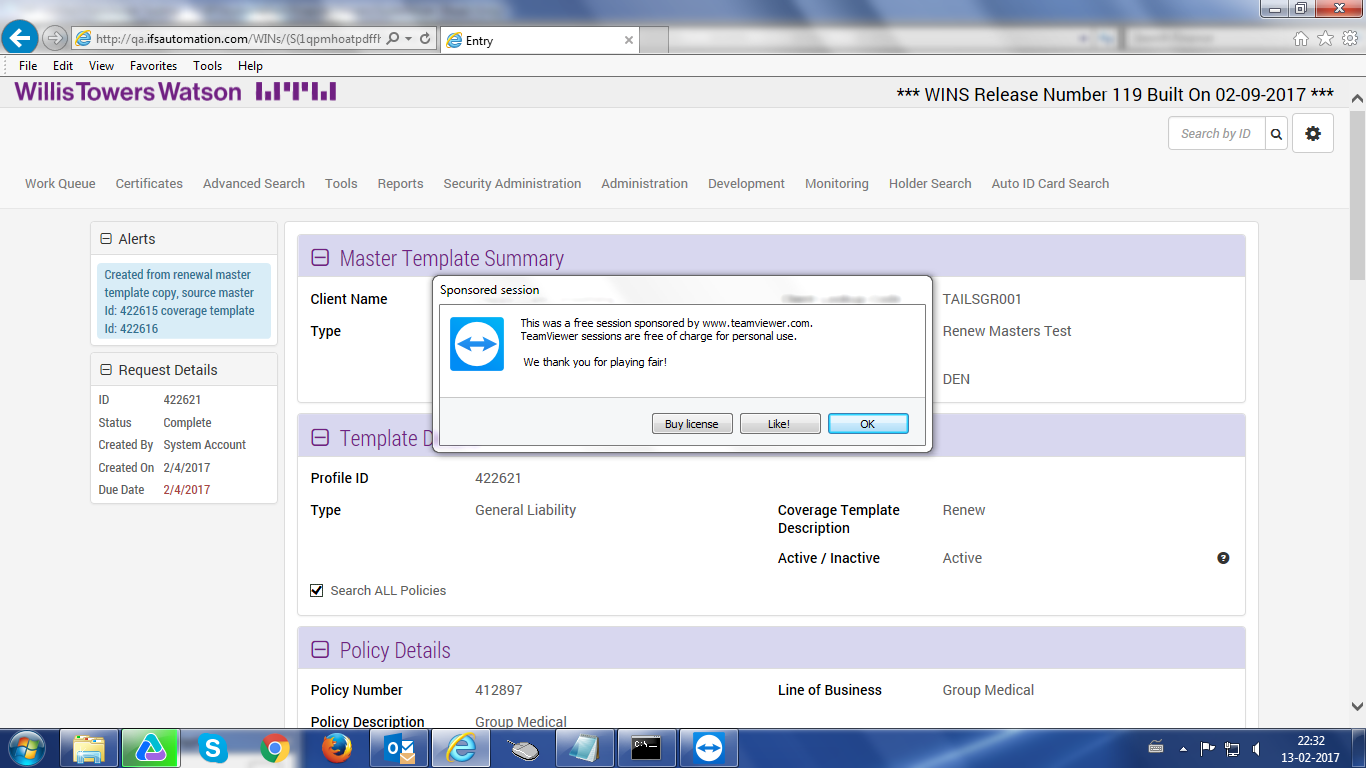 http://qa.ifsautomation.com/WINs/(S(1qpmhoatpdffh
Entry
File Edit View Favorites Tools Help
WillisTowersWatson
*** WINS Release Number 119 Built On 02-09-2017 ***
Search by ID
Work Queue Certificates Advanced Search Tools Reports Security Administration Administration Development Monitoring Holder Search Auto ID Card Search
Alerts
Created from renewal master
template copy, source master
Id: 422615 coverage template
Id: 422616
Request Details
ID 422621
Status Complete
Created By System Account
Created On 2/4/2017
Due Date 2/4/2017
Master Template Summary
Client Name TAILSGR001
Type Renew Masters Test
DEN
Sponsored session
This was a free session sponsored by www.teamviewer.com.
TeamViewer sessions are free of charge for personal use.
We thank you for playing fair!
Buy license Like! OK
Template D
Profile ID 422621
Type General Liability Coverage Template Renew
Description
Active / Inactive Active
Search ALL Policies
Policy Details
Policy Number 412897 Line of Business Group Medical
Policy Description Group Medical
22:32
13-02-2017